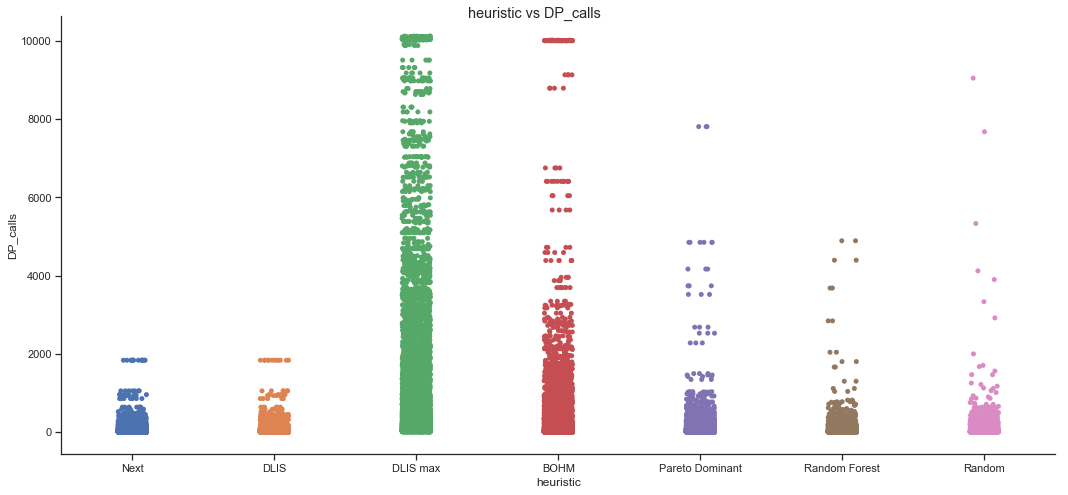 heuristic vs DP_calls
10000
8000
6000
4000
2000
0
DP_calls
Next DLIS DLIS max BOHM Pareto Dominant Random Forest Random
heuristic